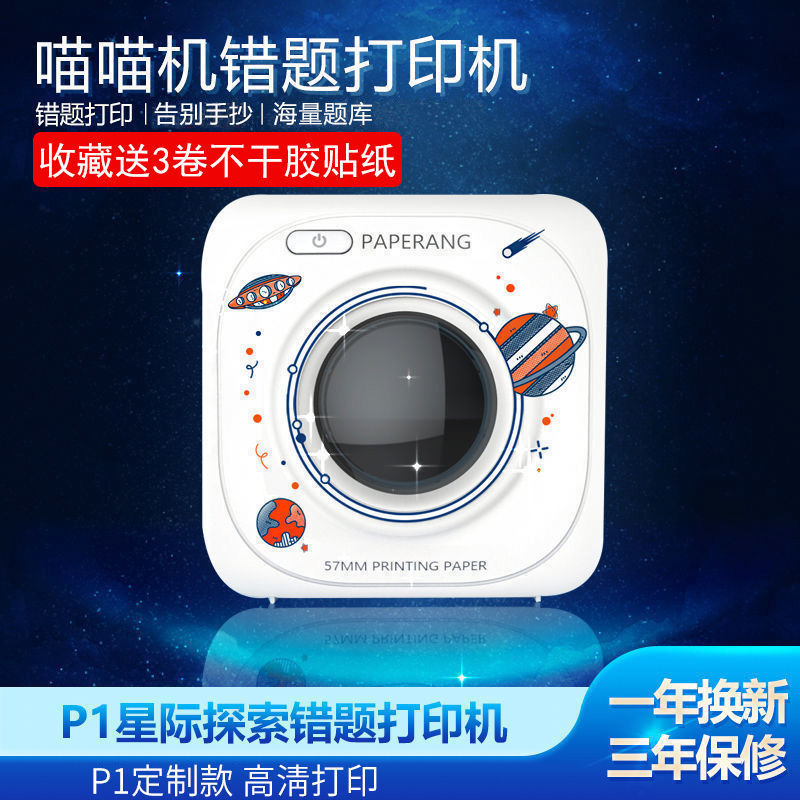 喵喵机错题打印机
错题打印 | 告别手抄 | 海量题库
收藏送3卷不干胶贴纸
PAPERANG
57MM PRINTING PAPER
57MM PRINTING PAPER
P1星际探索错题打印机
P1定制款 高清打印
一年换新
三年保修